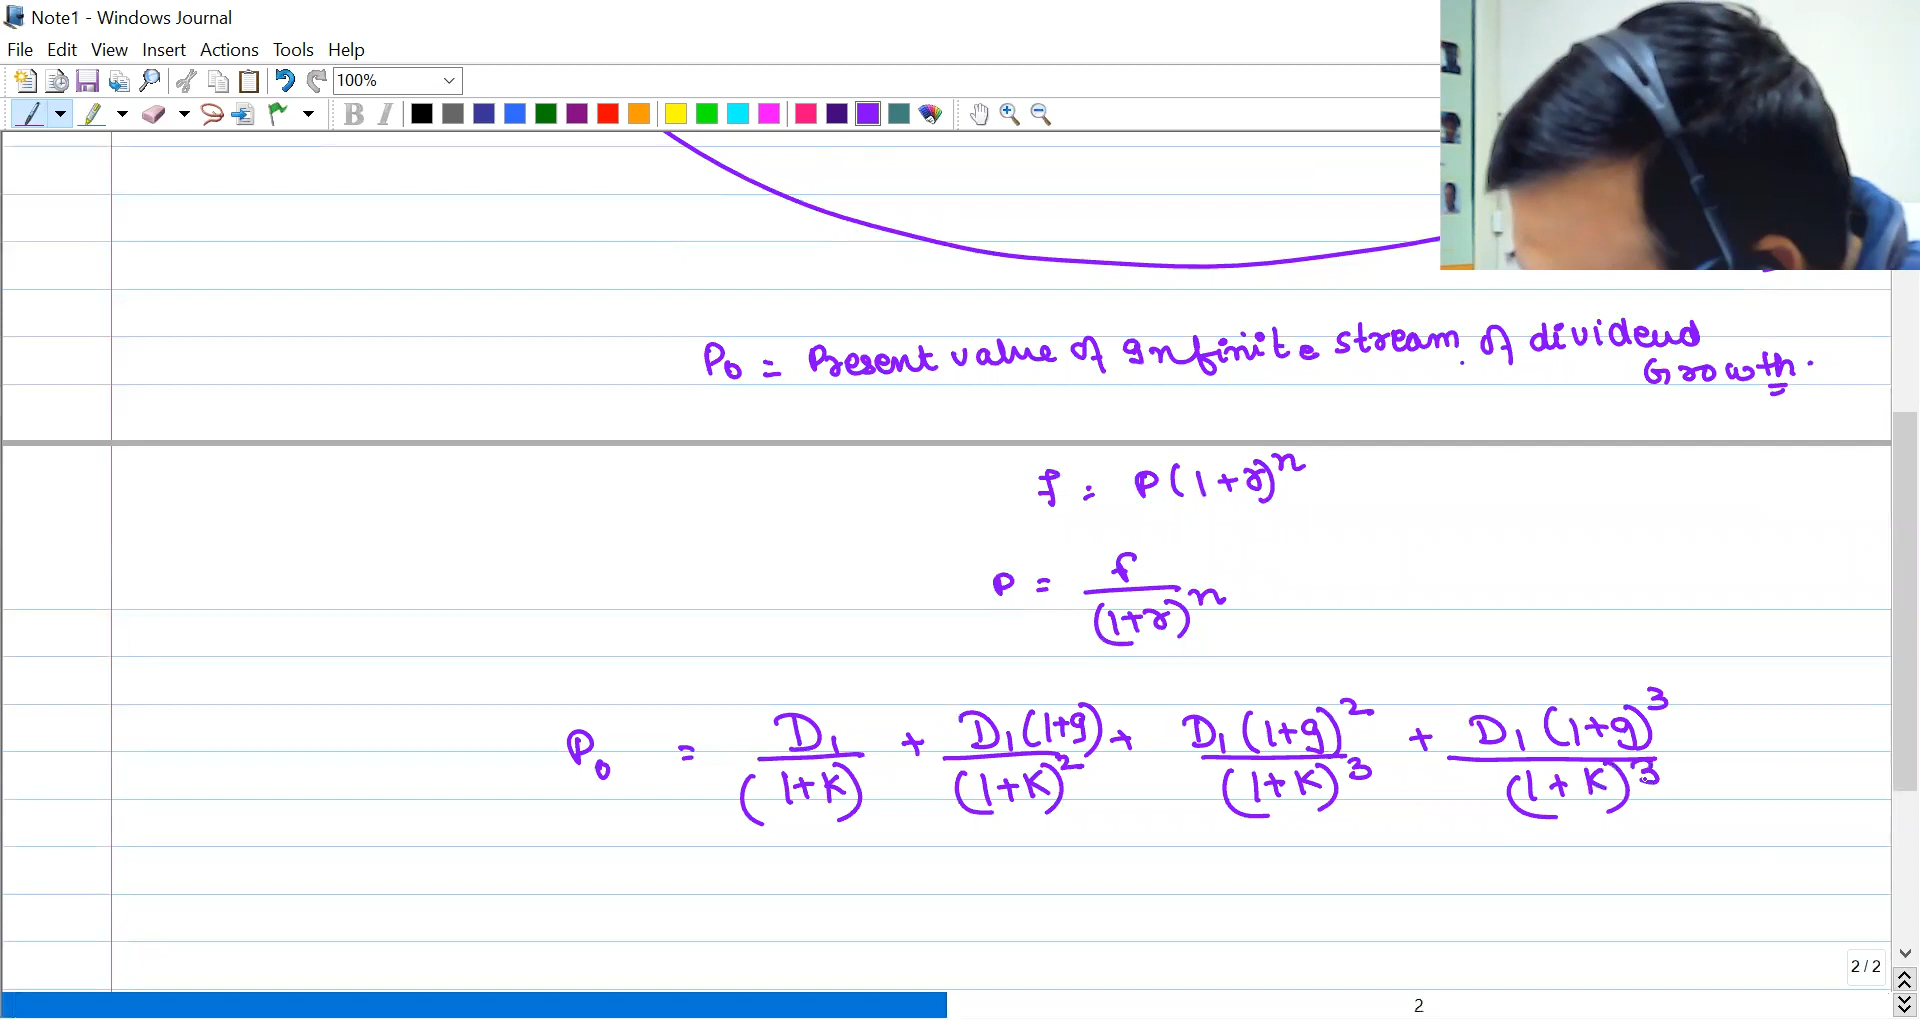 Note1 - Windows Journal
File Edit View Insert Actions Tools Help
100%
B I
P₀ = Present value of Infinite stream of dividend
Growth.
f = P(1+r)ⁿ
P = f/(1+r)ⁿ
P₀ = D₁/(1+K) + D₁(1+g)/(1+K)² + D₁(1+g)²/(1+K)³ + D₁(1+g)³/(1+K)³
2 / 2
2